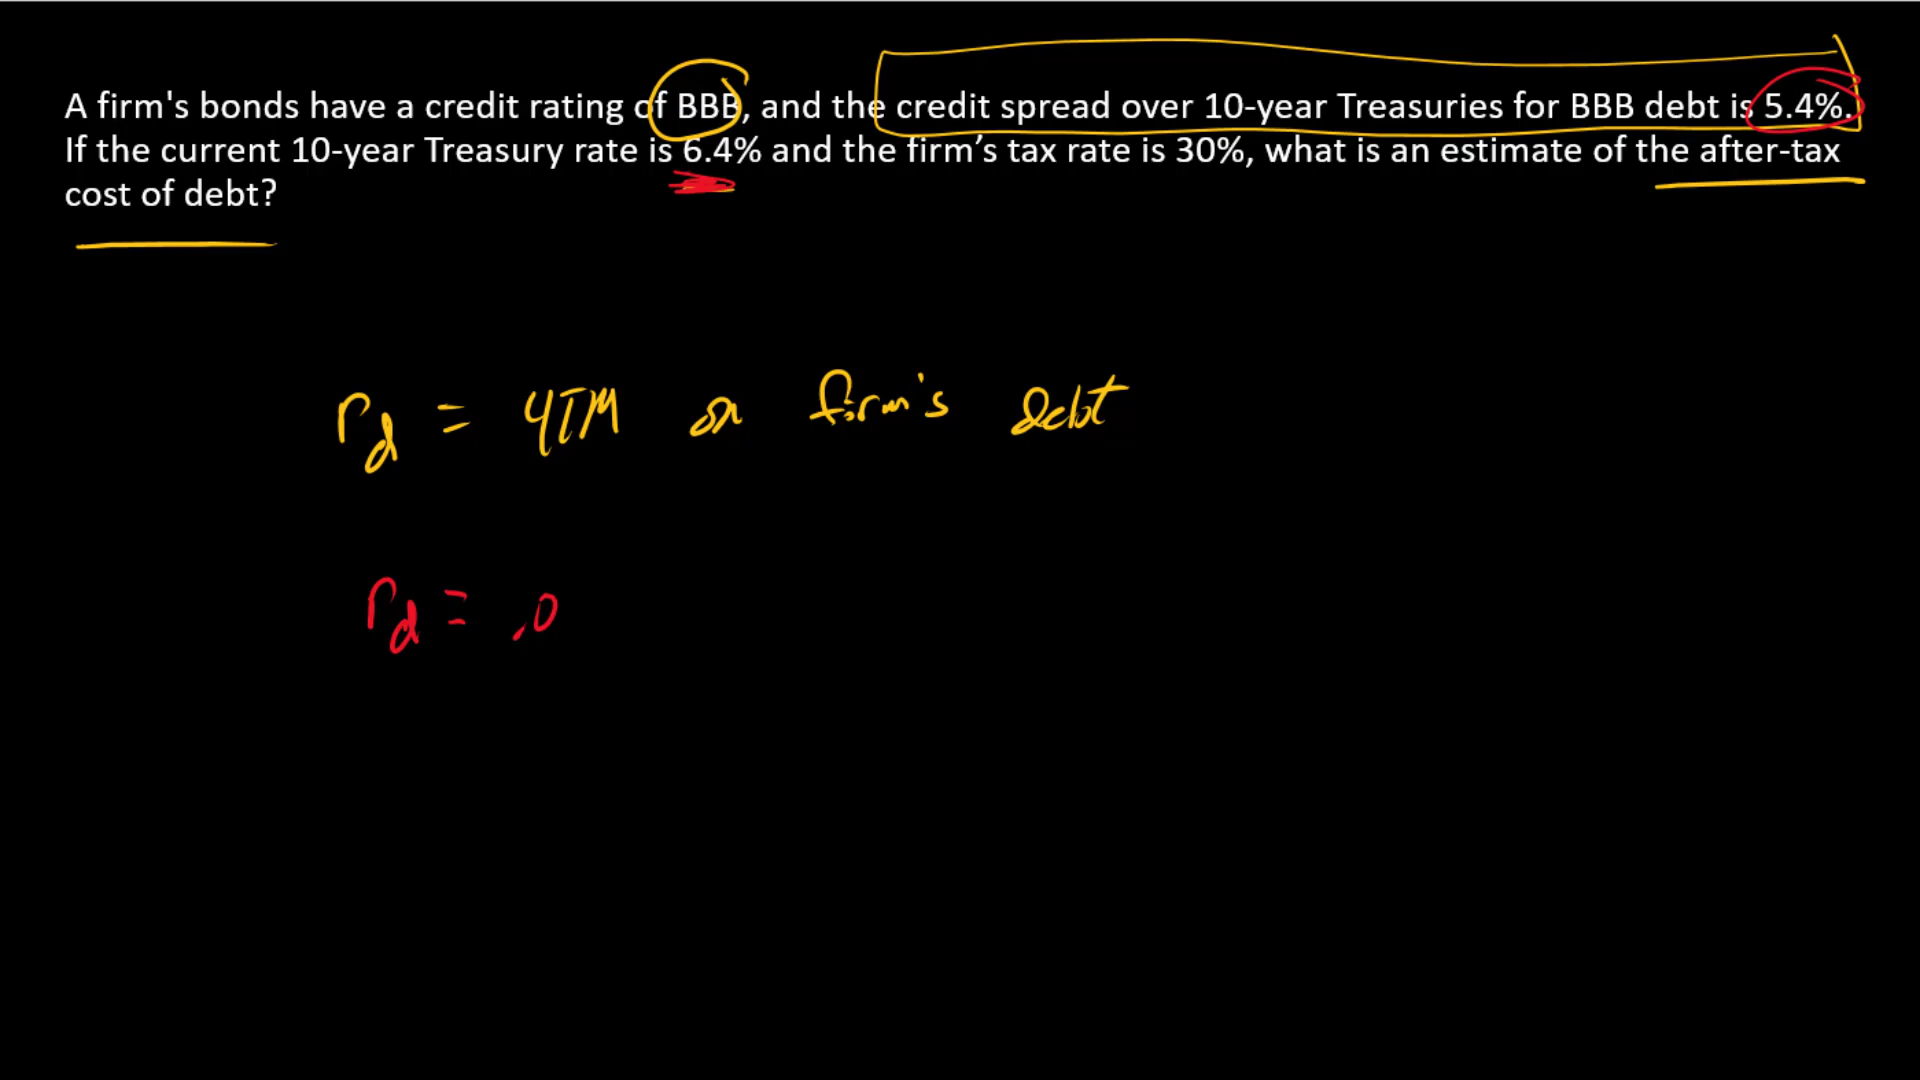 A firm's bonds have a credit rating of BBB, and the credit spread over 10-year Treasuries for BBB debt is 5.4%.
If the current 10-year Treasury rate is 6.4% and the firm’s tax rate is 30%, what is an estimate of the after-tax
cost of debt?
rd = YTM on firm's debt
rd = .0